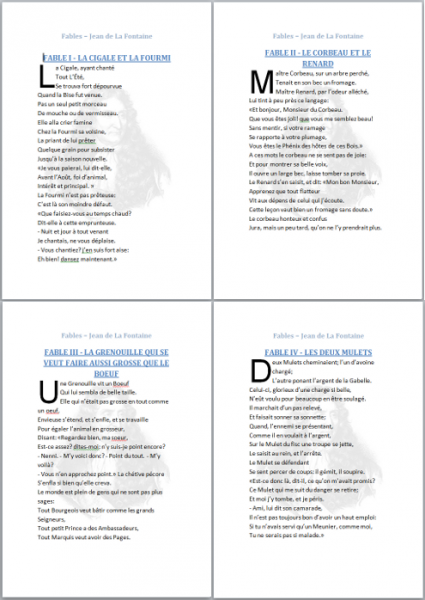 Fables – Jean de La Fontaine
FABLE I - LA CIGALE ET LA FOURMI
La Cigale, ayant chanté
Tout L'Été,
Se trouva fort dépourvue
Quand la Bise fut venue.
Pas un seul petit morceau
De mouche ou de vermisseau.
Elle alla crier famine
Chez la Fourmi sa voisine,
Le priant de lui prêter
Quelque grain pour subsister
Jusqu'à la saison nouvelle.
«Je vous paierai, lui dit-elle,
Avant l'Août, foi d'animal,
Intérêt et principal. »
La Fourmi n'est pas prêteuse:
C'est là son moindre défaut.
«Que faisiez-vous au temps chaud?
Dit-elle à cette emprunteuse.
- Nuit et jour à tout venant
Je chantais, ne vous déplaise.
- Vous chantiez? j'en suis fort aise:
Eh bien! dansez maintenant.»
Fables – Jean de La Fontaine
FABLE II - LE CORBEAU ET LE
RENARD
Maître Corbeau, sur un arbre perché,
Tenait en son bec un fromage.
Maître Renard, par l'odeur alléché,
Lui tint à peu près ce langage:
«Et bonjour, Monsieur du Corbeau.
Que vous êtes joli! que vous me semblez beau!
Sans mentir, si votre ramage
Se rapporte à votre plumage,
Vous êtes le Phénix des hôtes de ces Bois.»
A ces mots le corbeau ne se sent pas de joie:
Et pour montrer sa belle voix,
Il ouvre un large bec, laisse tomber sa proie.
Le Renard s'en saisit, et dit: «Mon bon Monsieur,
Apprenez que tout flatteur
Vit aux dépens de celui qui l'écoute.
Cette leçon vaut bien un fromage sans doute.»
Le corbeau honteux et confus
Jura, mais un peu tard, qu'on ne l'y prendrait plus.
Fables – Jean de La Fontaine
FABLE III - LA GRENOUILLE QUI SE
VEUT FAIRE AUSSI GROSSE QUE LE
BOEUF
Une Grenouille vit un Boeuf
Qui lui sembla de belle taille.
Elle qui n'était pas grosse en tout comme
un oeuf,
Envieuse s'étend, et s'enfle, et se travaille
Pour égaler l'animal en grosseur,
Disant: «Regardez bien, ma soeur,
Est-ce assez? dites-moi: n'y suis-je point encore?
- Nenni. - M'y voici donc? - Point du tout. - M'y
voilà?
- Vous n'en approchez point.» La chétive pécore
S'enfla si bien qu'elle creva.
Le monde est plein de gens qui ne sont pas plus
sages:
Tout Bourgeois veut bâtir comme les grands
Seigneurs,
Tout petit Prince a des Ambassadeurs,
Tout Marquis veut avoir des Pages.
Fables – Jean de La Fontaine
FABLE IV - LES DEUX MULETS
Deux Mulets cheminaient; l'un d'avoine
chargé;
L'autre portant l'argent de la Gabelle.
Celui-ci, glorieux d'une charge si belle,
N'eût voulu pour beaucoup en être soulagé.
Il marchait d'un pas relevé,
Et faisait sonner sa sonnette;
Quand, l'ennemi se présentant,
Comme il en voulait à l'argent.
Sur le Mulet du fisc une troupe se jette,
Le saisit au rein, et l'arrête.
Le Mulet se défendant
Se sent percer de coups; il gémit, il soupire.
«Est-ce donc là, dit-il, ce qu'on m'avait promis?
Ce Mulet qui me suit du danger se retire;
Et moi j'y tombe, et je péris.
- Ami, lui dit son camarade,
Il n'est pas toujours bon d'avoir un haut emploi:
Si tu n'avais servi qu'un Meunier, comme moi,
Tu ne serais pas si malade.»